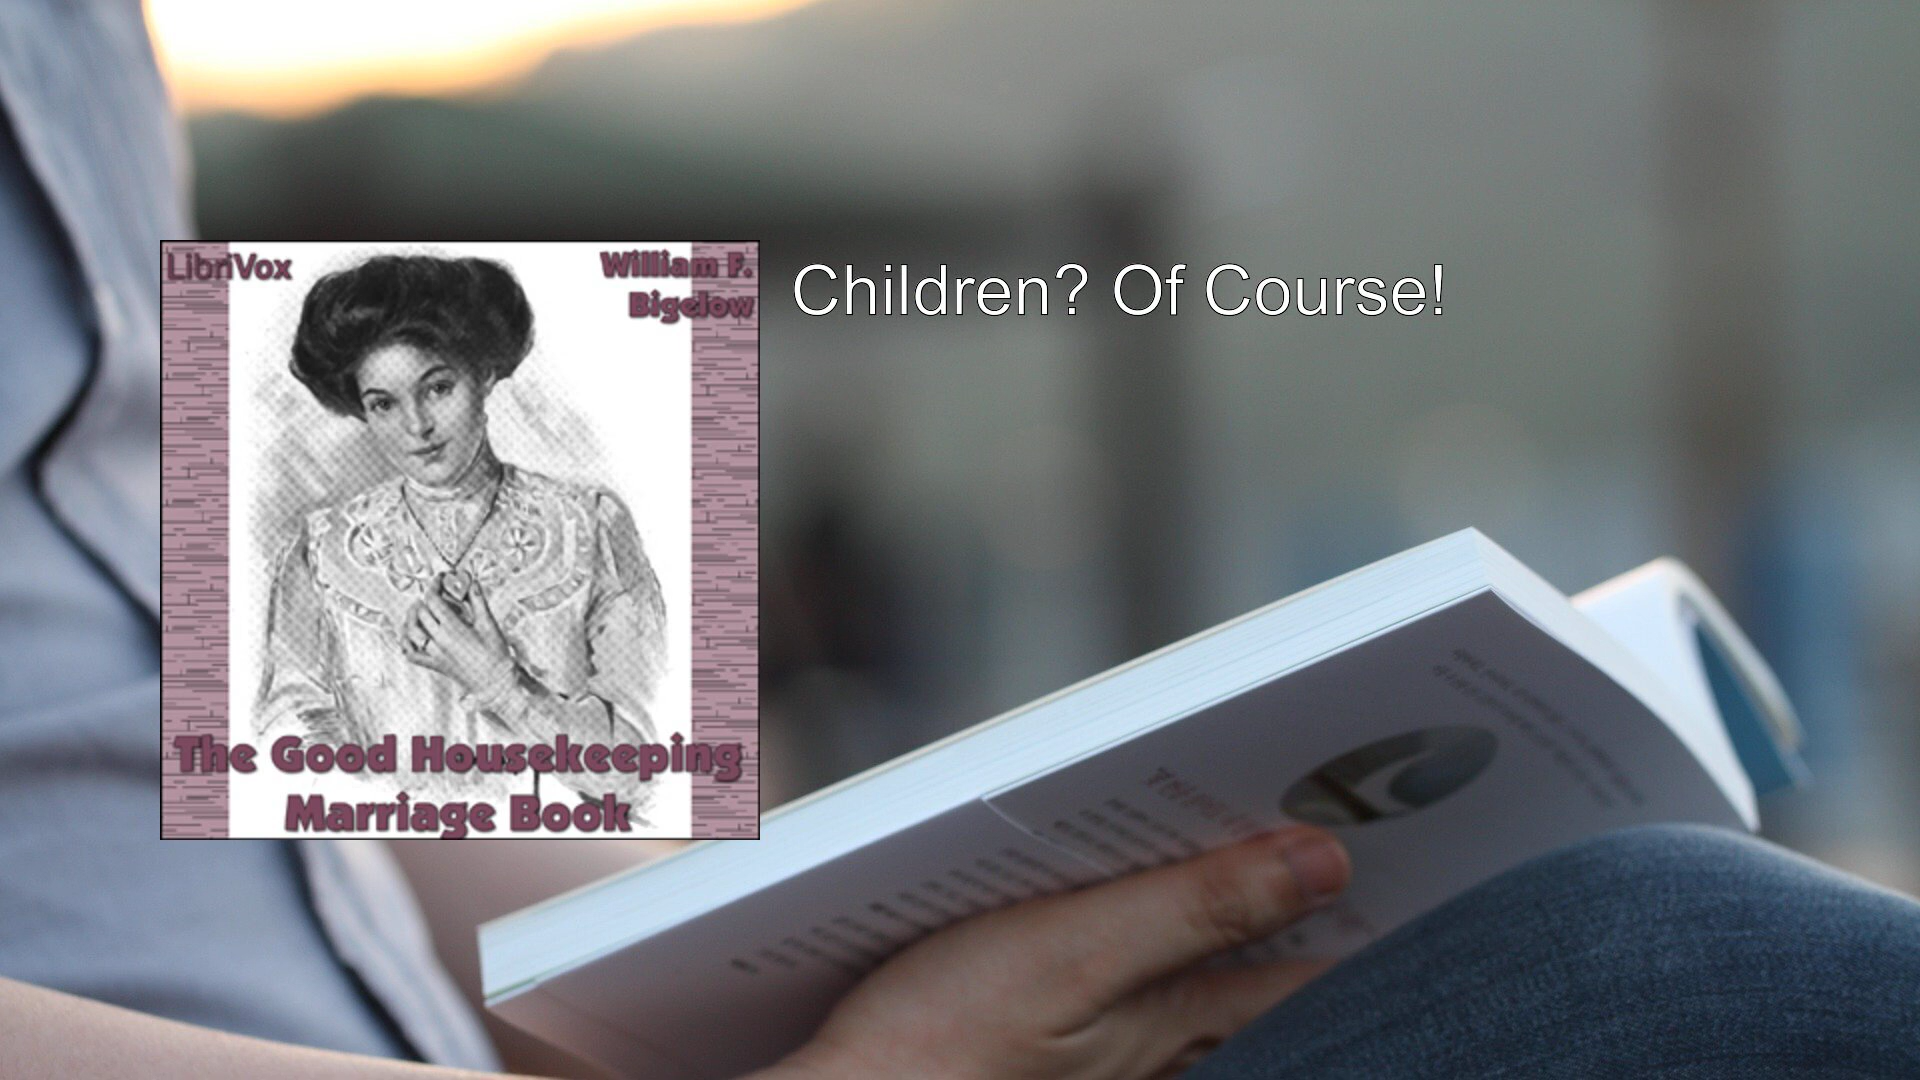 LibriVox
William F.
Bigelow
Children? Of Course!
The Good Housekeeping
Marriage Book